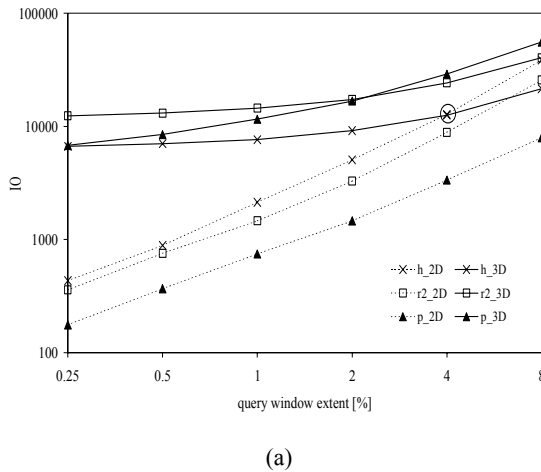 100000
10000
1000
100
IO
0.25 0.5 1 2 4 8
query window extent [%]
h_2D h_3D
r2_2D r2_3D
p_2D p_3D
(a)